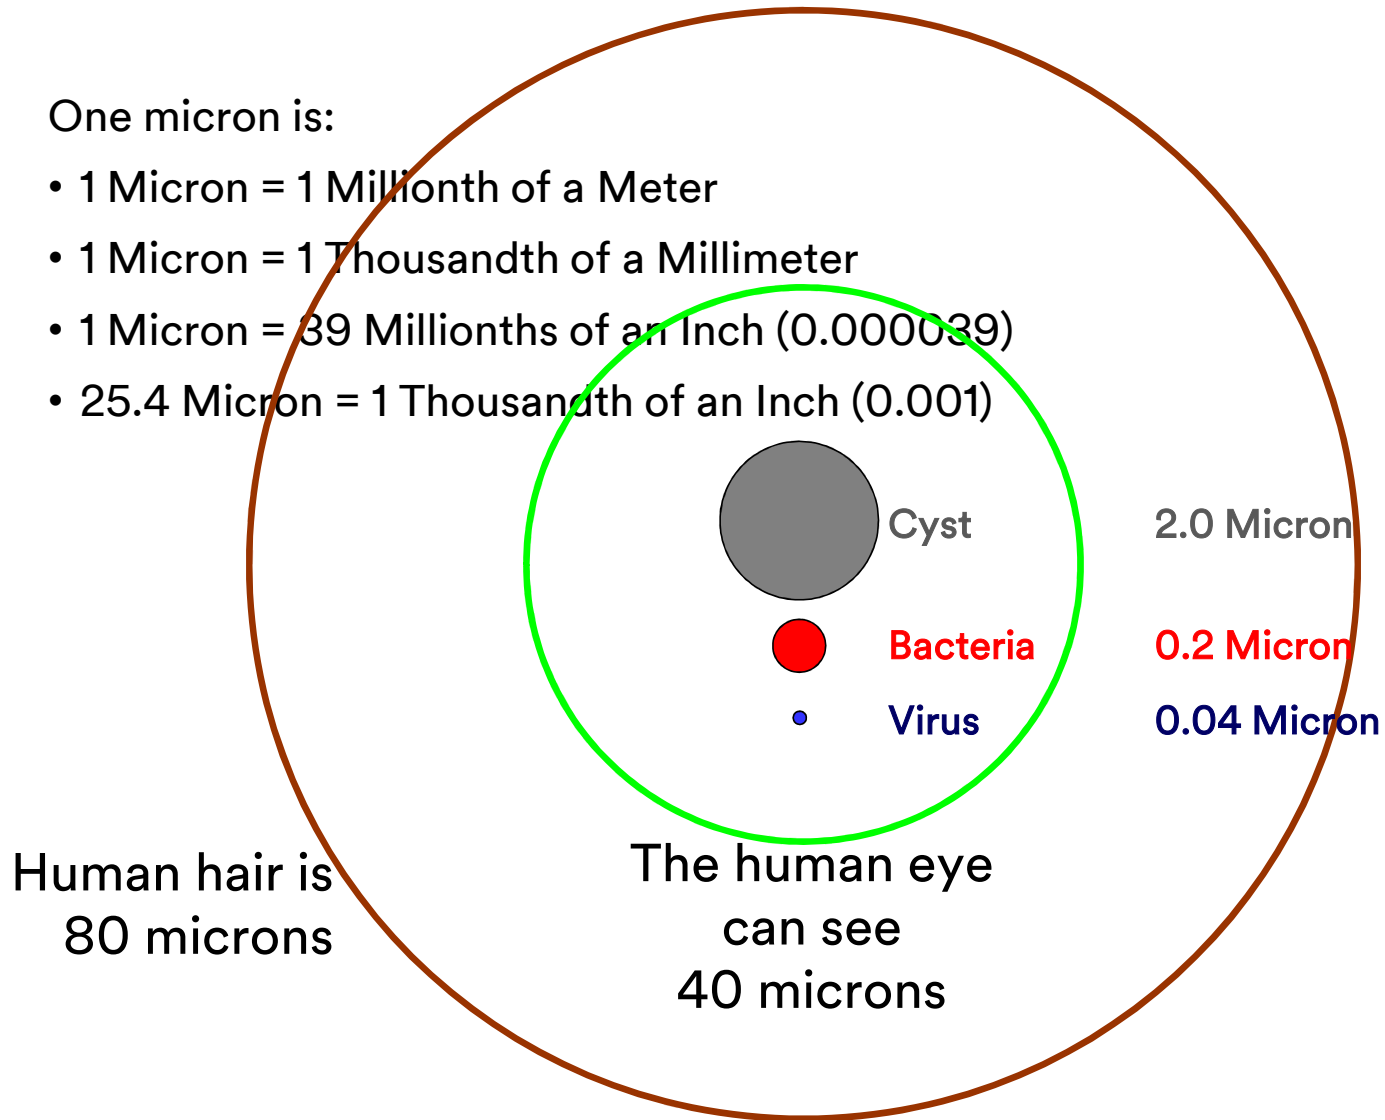 One micron is:
• 1 Micron = 1 Millionth of a Meter
• 1 Micron = 1 Thousandth of a Millimeter
• 1 Micron = 39 Millionths of an Inch (0.000039)
• 25.4 Micron = 1 Thousandth of an Inch (0.001)
Cyst 2.0 Micron
Bacteria 0.2 Micron
Virus 0.04 Micron
Human hair is
80 microns
The human eye
can see
40 microns